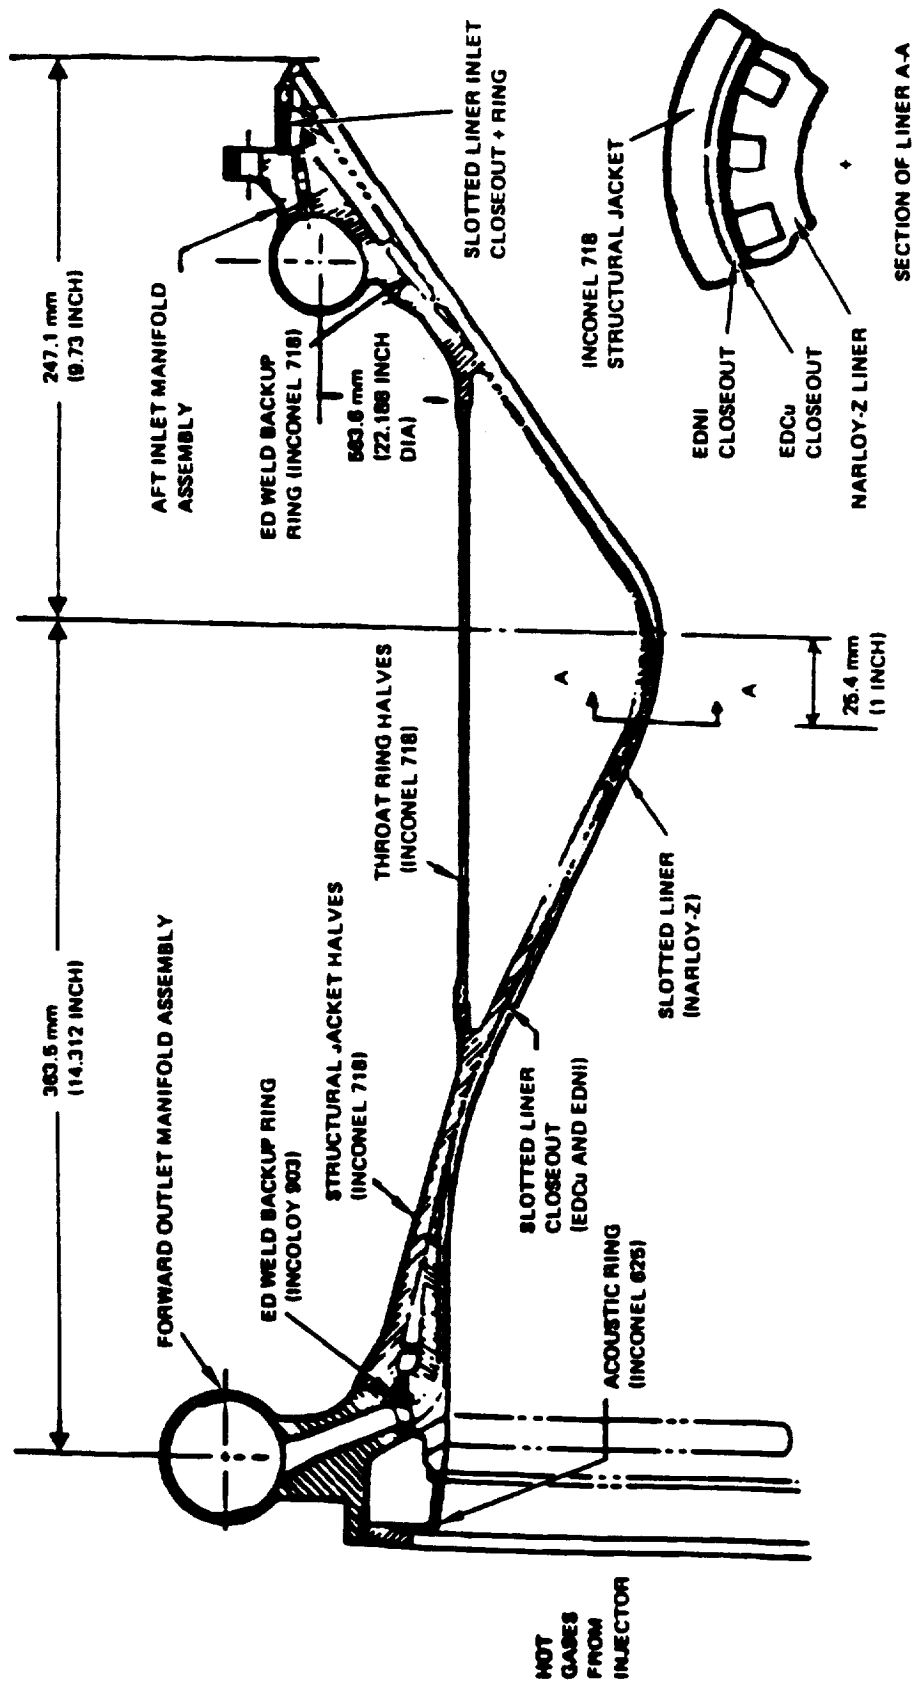 363.5 mm
(14.312 INCH)
247.1 mm
(9.73 INCH)
FORWARD OUTLET MANIFOLD ASSEMBLY
ED WELD BACKUP RING
(INCOLOY 903)
STRUCTURAL JACKET HALVES
(INCONEL 718)
THROAT RING HALVES
(INCONEL 718)
AFT INLET MANIFOLD
ASSEMBLY
ED WELD BACKUP
RING (INCONEL 718)
563.6 mm
(22.188 INCH
DIA)
SLOTTED LINER INLET
CLOSEOUT + RING
HOT
GASES
FROM
INJECTOR
ACOUSTIC RING
(INCONEL 625)
SLOTTED LINER
CLOSEOUT
(EDCu AND EDNI)
SLOTTED LINER
(NARLOY-Z)
A
A
25.4 mm
(1 INCH)
INCONEL 718
STRUCTURAL JACKET
EDNI
CLOSEOUT
EDCu
CLOSEOUT
NARLOY-Z LINER
SECTION OF LINER A-A